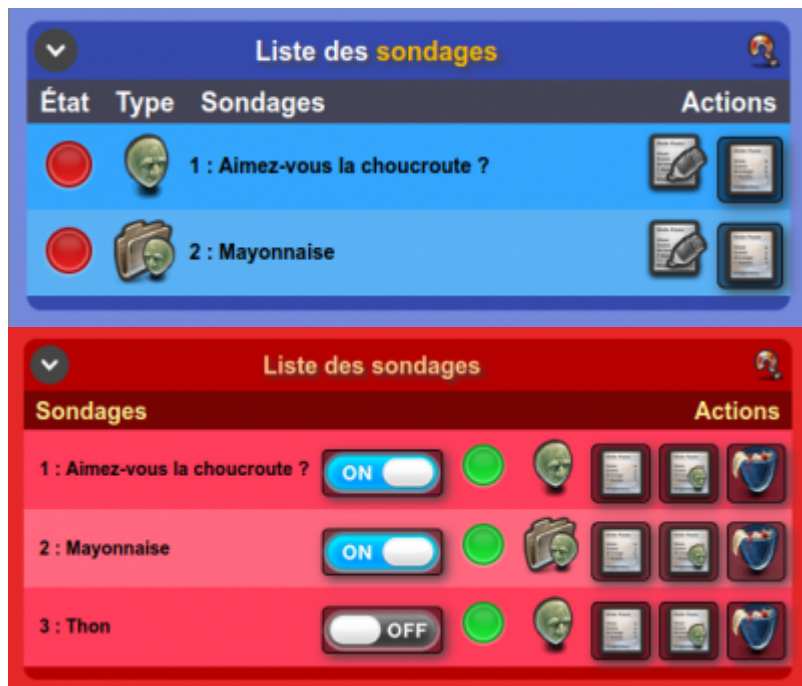 Liste des sondages
État Type Sondages Actions
1 : Aimez-vous la choucroute ?
2 : Mayonnaise
Liste des sondages
Sondages Actions
1 : Aimez-vous la choucroute ? ON
2 : Mayonnaise ON
3 : Thon OFF